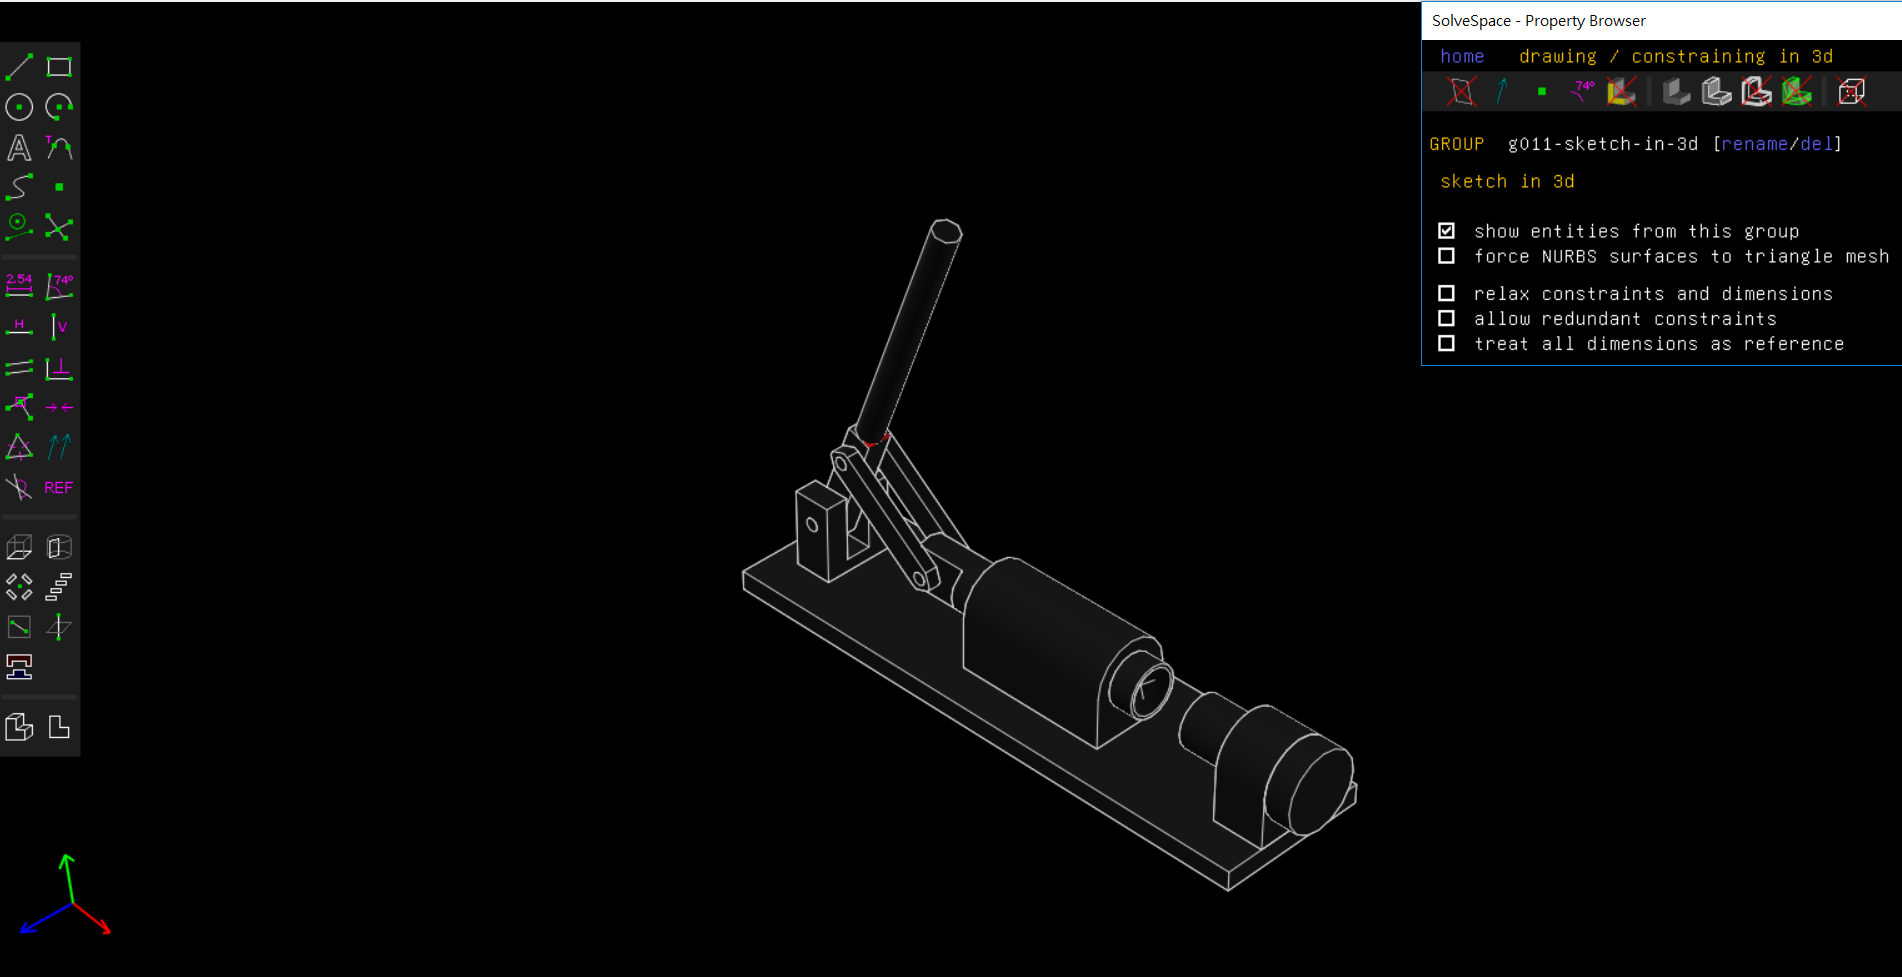 SolveSpace - Property Browser
home drawing / constraining in 3d
74°
GROUP g011-sketch-in-3d [rename/del]
sketch in 3d
show entities from this group
force NURBS surfaces to triangle mesh
relax constraints and dimensions
allow redundant constraints
treat all dimensions as reference
A T
2.54 74°
H V
REF